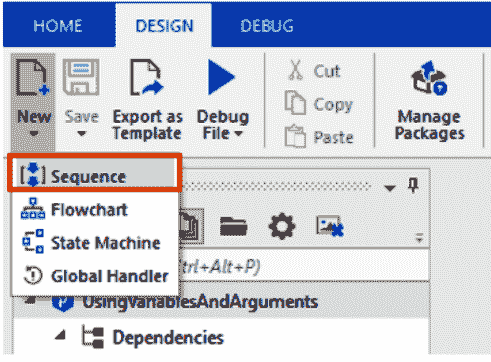 HOME DESIGN DEBUG
New Save Export as Template Debug File
Cut
Copy
Paste
Manage Packages
Sequence
Flowchart
State Machine
Global Handler
trl+Alt+P)
UsingVariablesAndArguments
Dependencies